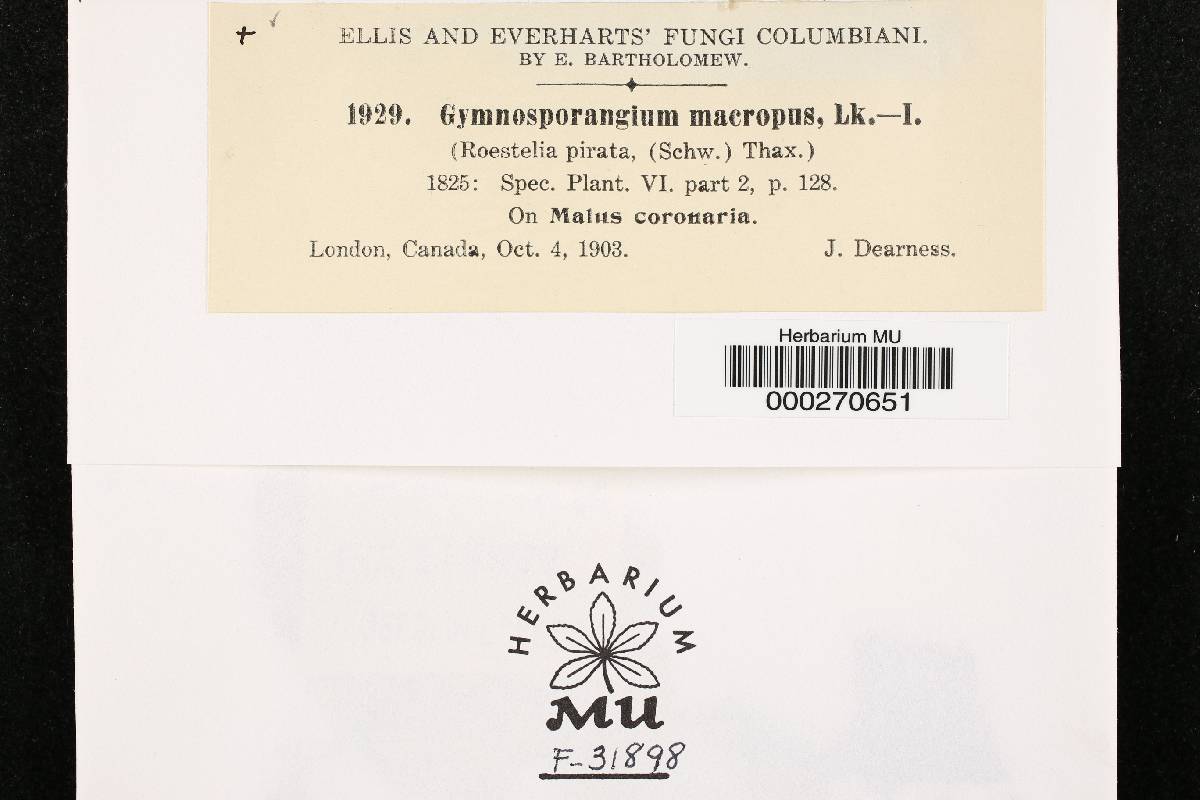 + ✓
ELLIS AND EVERHARTS' FUNGI COLUMBIANI.
BY E. BARTHOLOMEW.
1929. Gymnosporangium macropus, Lk.—I.
(Roestelia pirata, (Schw.) Thax.)
1825: Spec. Plant. VI. part 2, p. 128.
On Malus coronaria.
London, Canada, Oct. 4, 1903. J. Dearness.
Herbarium MU
000270651
HERBARIUM
MU
F-31898